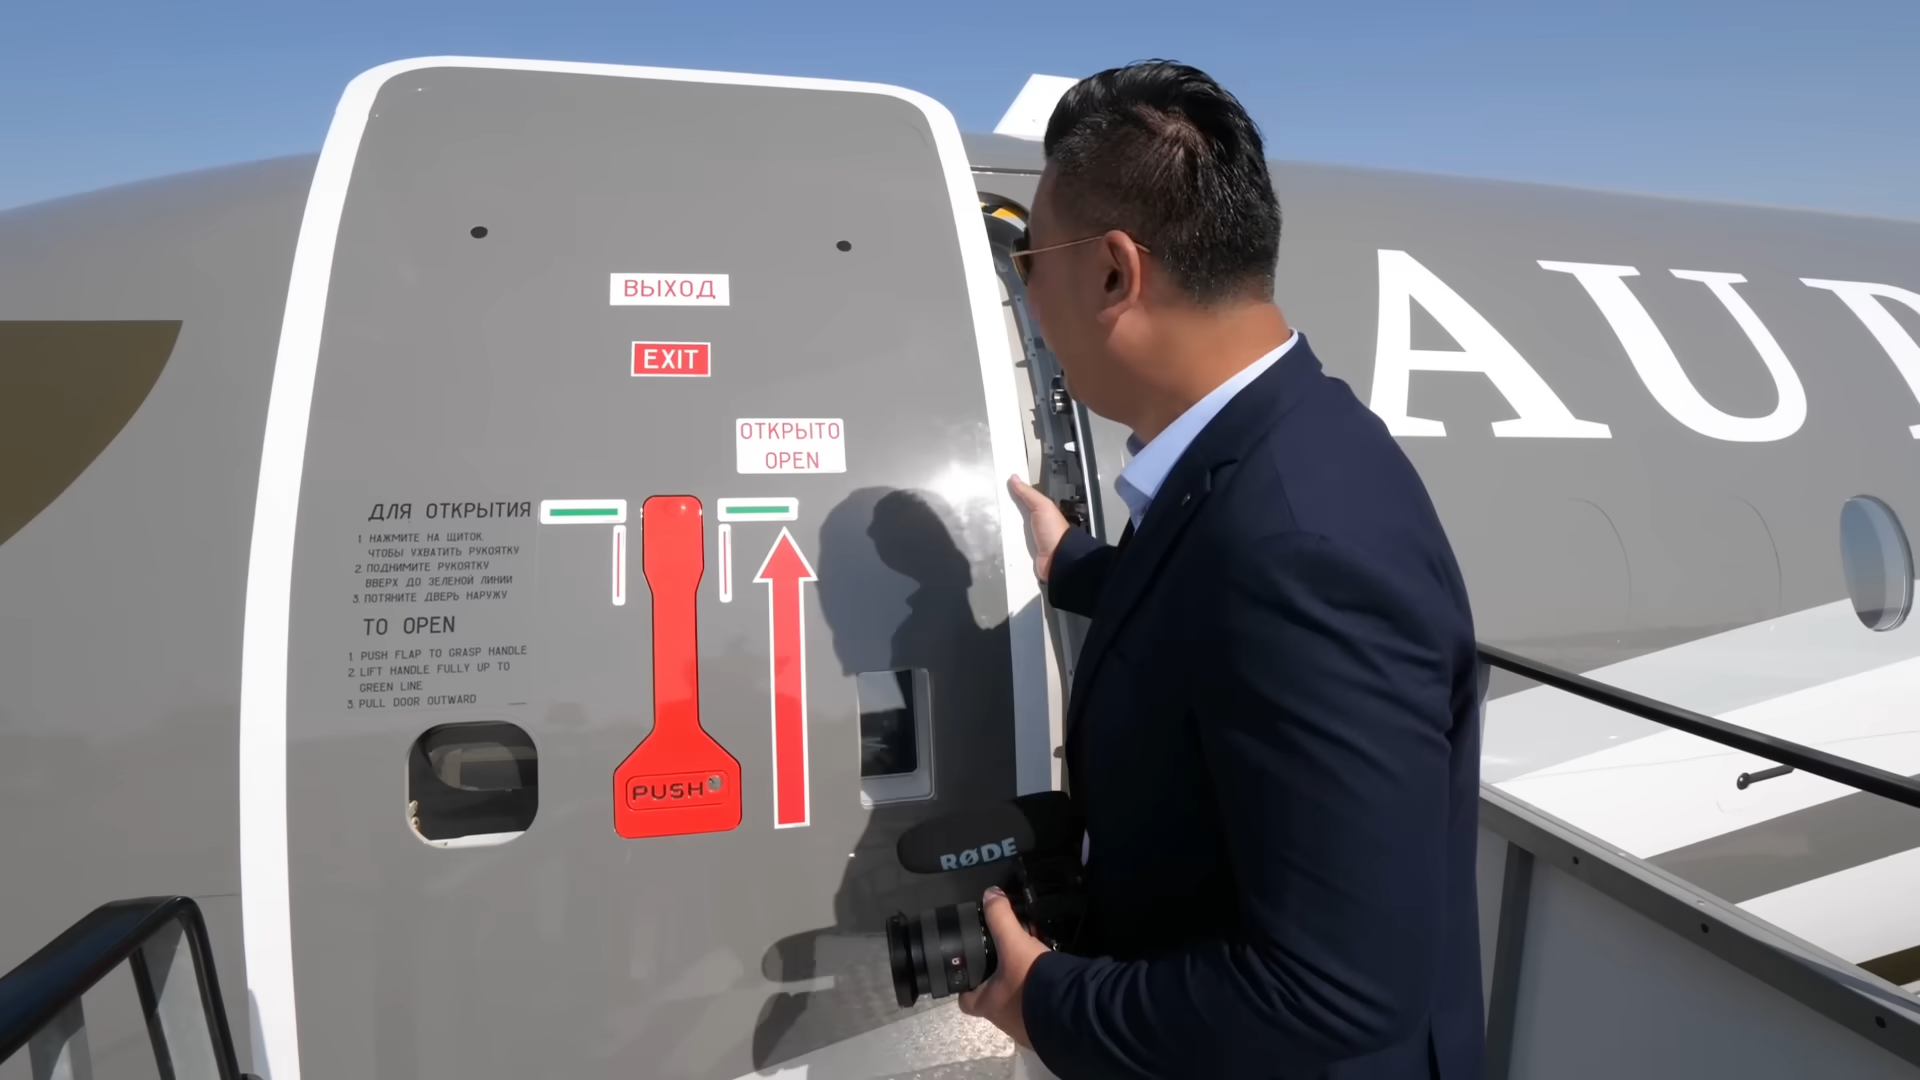 ВЫХОД
EXIT
ОТКРЫТО
OPEN
ДЛЯ ОТКРЫТИЯ
1. НАЖМИТЕ НА ЩИТОК,
ЧТОБЫ УХВАТИТЬ РУКОЯТКУ
2. ПОДНИМИТЕ РУКОЯТКУ
ВВЕРХ ДО ЗЕЛЕНОЙ ЛИНИИ
3. ПОТЯНИТЕ ДВЕРЬ НАРУЖУ
TO OPEN
1. PUSH FLAP TO GRASP HANDLE
2. LIFT HANDLE FULLY UP TO
GREEN LINE
3. PULL DOOR OUTWARD
PUSH
RØDE
AU